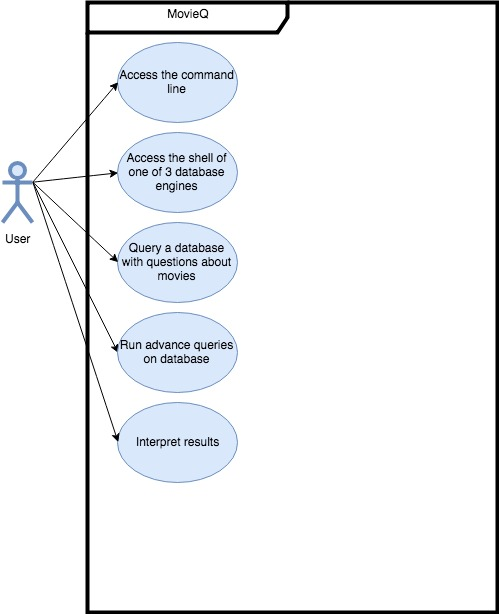 MovieQ
Access the command
line
Access the shell of
one of 3 database
engines
User
Query a database
with questions about
movies
Run advance queries
on database
Interpret results